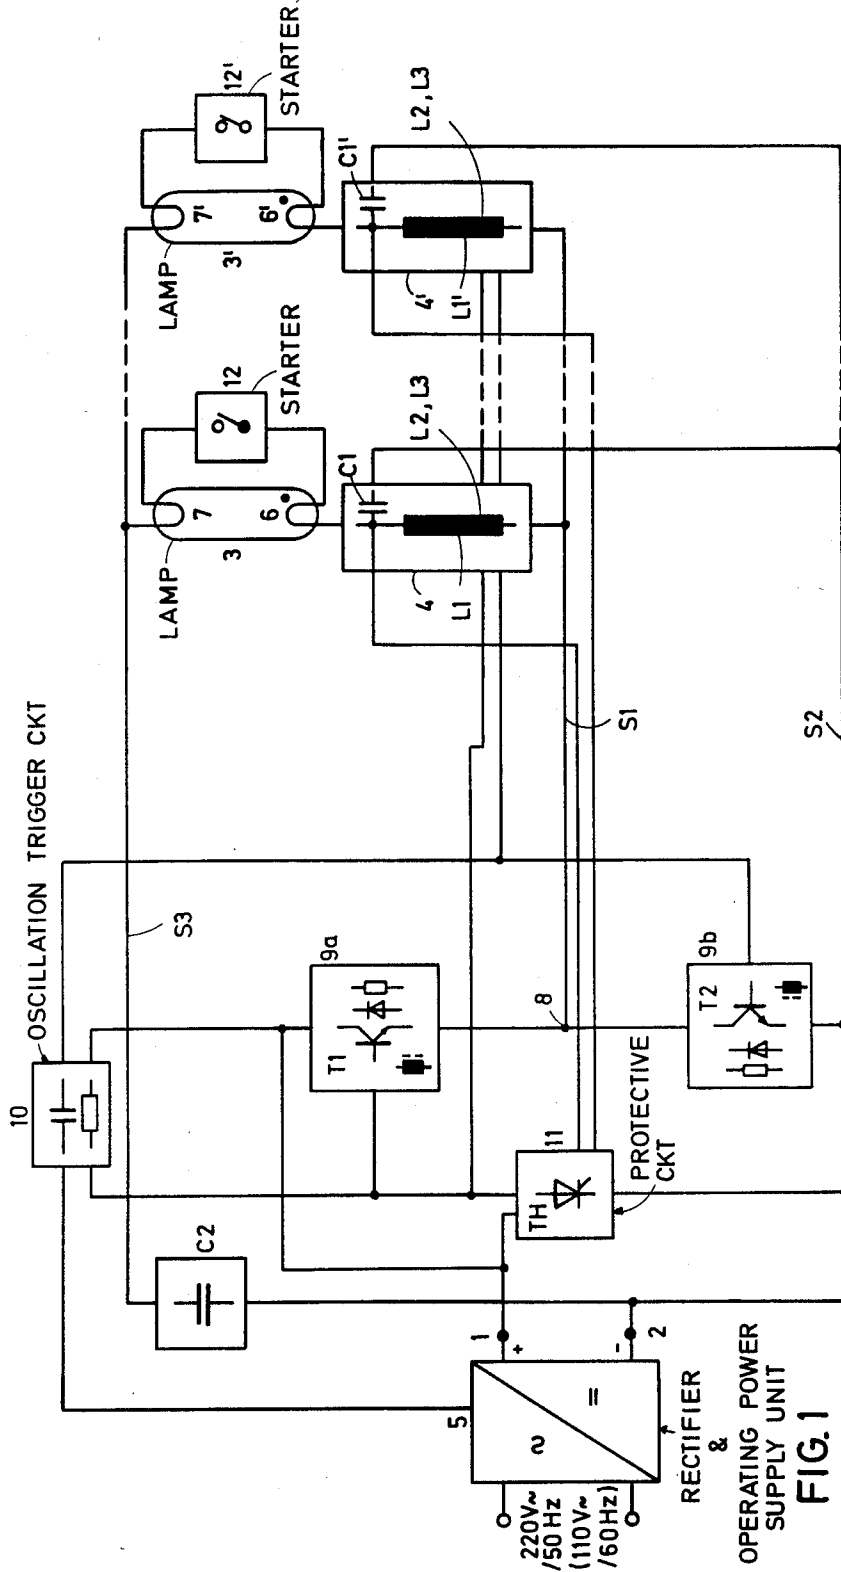 OSCILLATION TRIGGER CKT
10
C2
S3
LAMP
3
7
6
12
STARTER
LAMP
3'
7'
6'
12'
STARTER
9a
T1
C1
4
L1
L2, L3
C1'
4'
L1'
L2, L3
8
S1
11
TH
PROTECTIVE
CKT
9b
T2
S2
5
1
+
-
2
~
=
220V~
/50 Hz
(110V~
/60Hz)
RECTIFIER
&
OPERATING POWER
SUPPLY UNIT
FIG.1